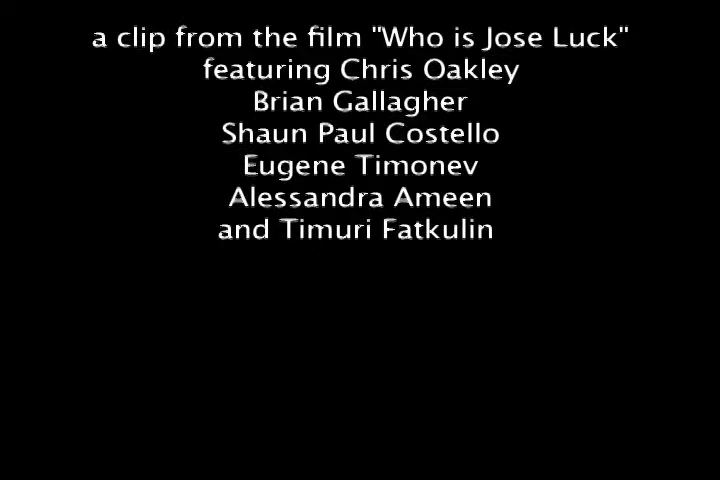 a clip from the film "Who is Jose Luck"
featuring Chris Oakley
Brian Gallagher
Shaun Paul Costello
Eugene Timonev
Alessandra Ameen
and Timuri Fatkulin